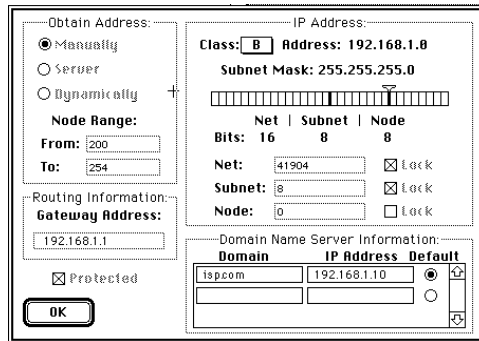 Obtain Address:
Manually
Server
Dynamically
Node Range:
From: 200
To: 254
Routing Information:
Gateway Address:
192.168.1.1
Protected
OK
IP Address:
Class: B Address: 192.168.1.0
Subnet Mask: 255.255.255.0
Net | Subnet | Node
Bits: 16 8 8
Net: 41904 Lock
Subnet: 8 Lock
Node: 0 Lock
Domain Name Server Information:
Domain IP Address Default
isp.com 192.168.1.10